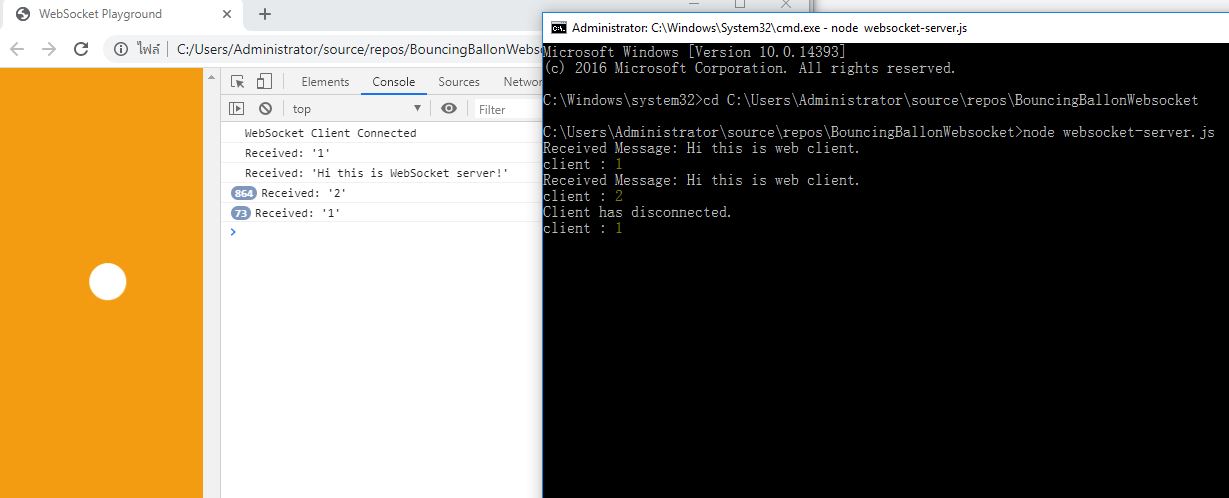 WebSocket Playground
ไฟล์ C:/Users/Administrator/source/repos/BouncingBallonWebso
Elements Console Sources Networ
top Filter
WebSocket Client Connected
Received: '1'
Received: 'Hi this is WebSocket server!'
864 Received: '2'
73 Received: '1'
>
Administrator: C:\Windows\System32\cmd.exe - node websocket-server.js
Microsoft Windows [Version 10.0.14393]
(c) 2016 Microsoft Corporation. All rights reserved.
C:\Windows\system32>cd C:\Users\Administrator\source\repos\BouncingBallonWebsocket
C:\Users\Administrator\source\repos\BouncingBallonWebsocket>node websocket-server.js
Received Message: Hi this is web client.
client : 1
Received Message: Hi this is web client.
client : 2
Client has disconnected.
client : 1